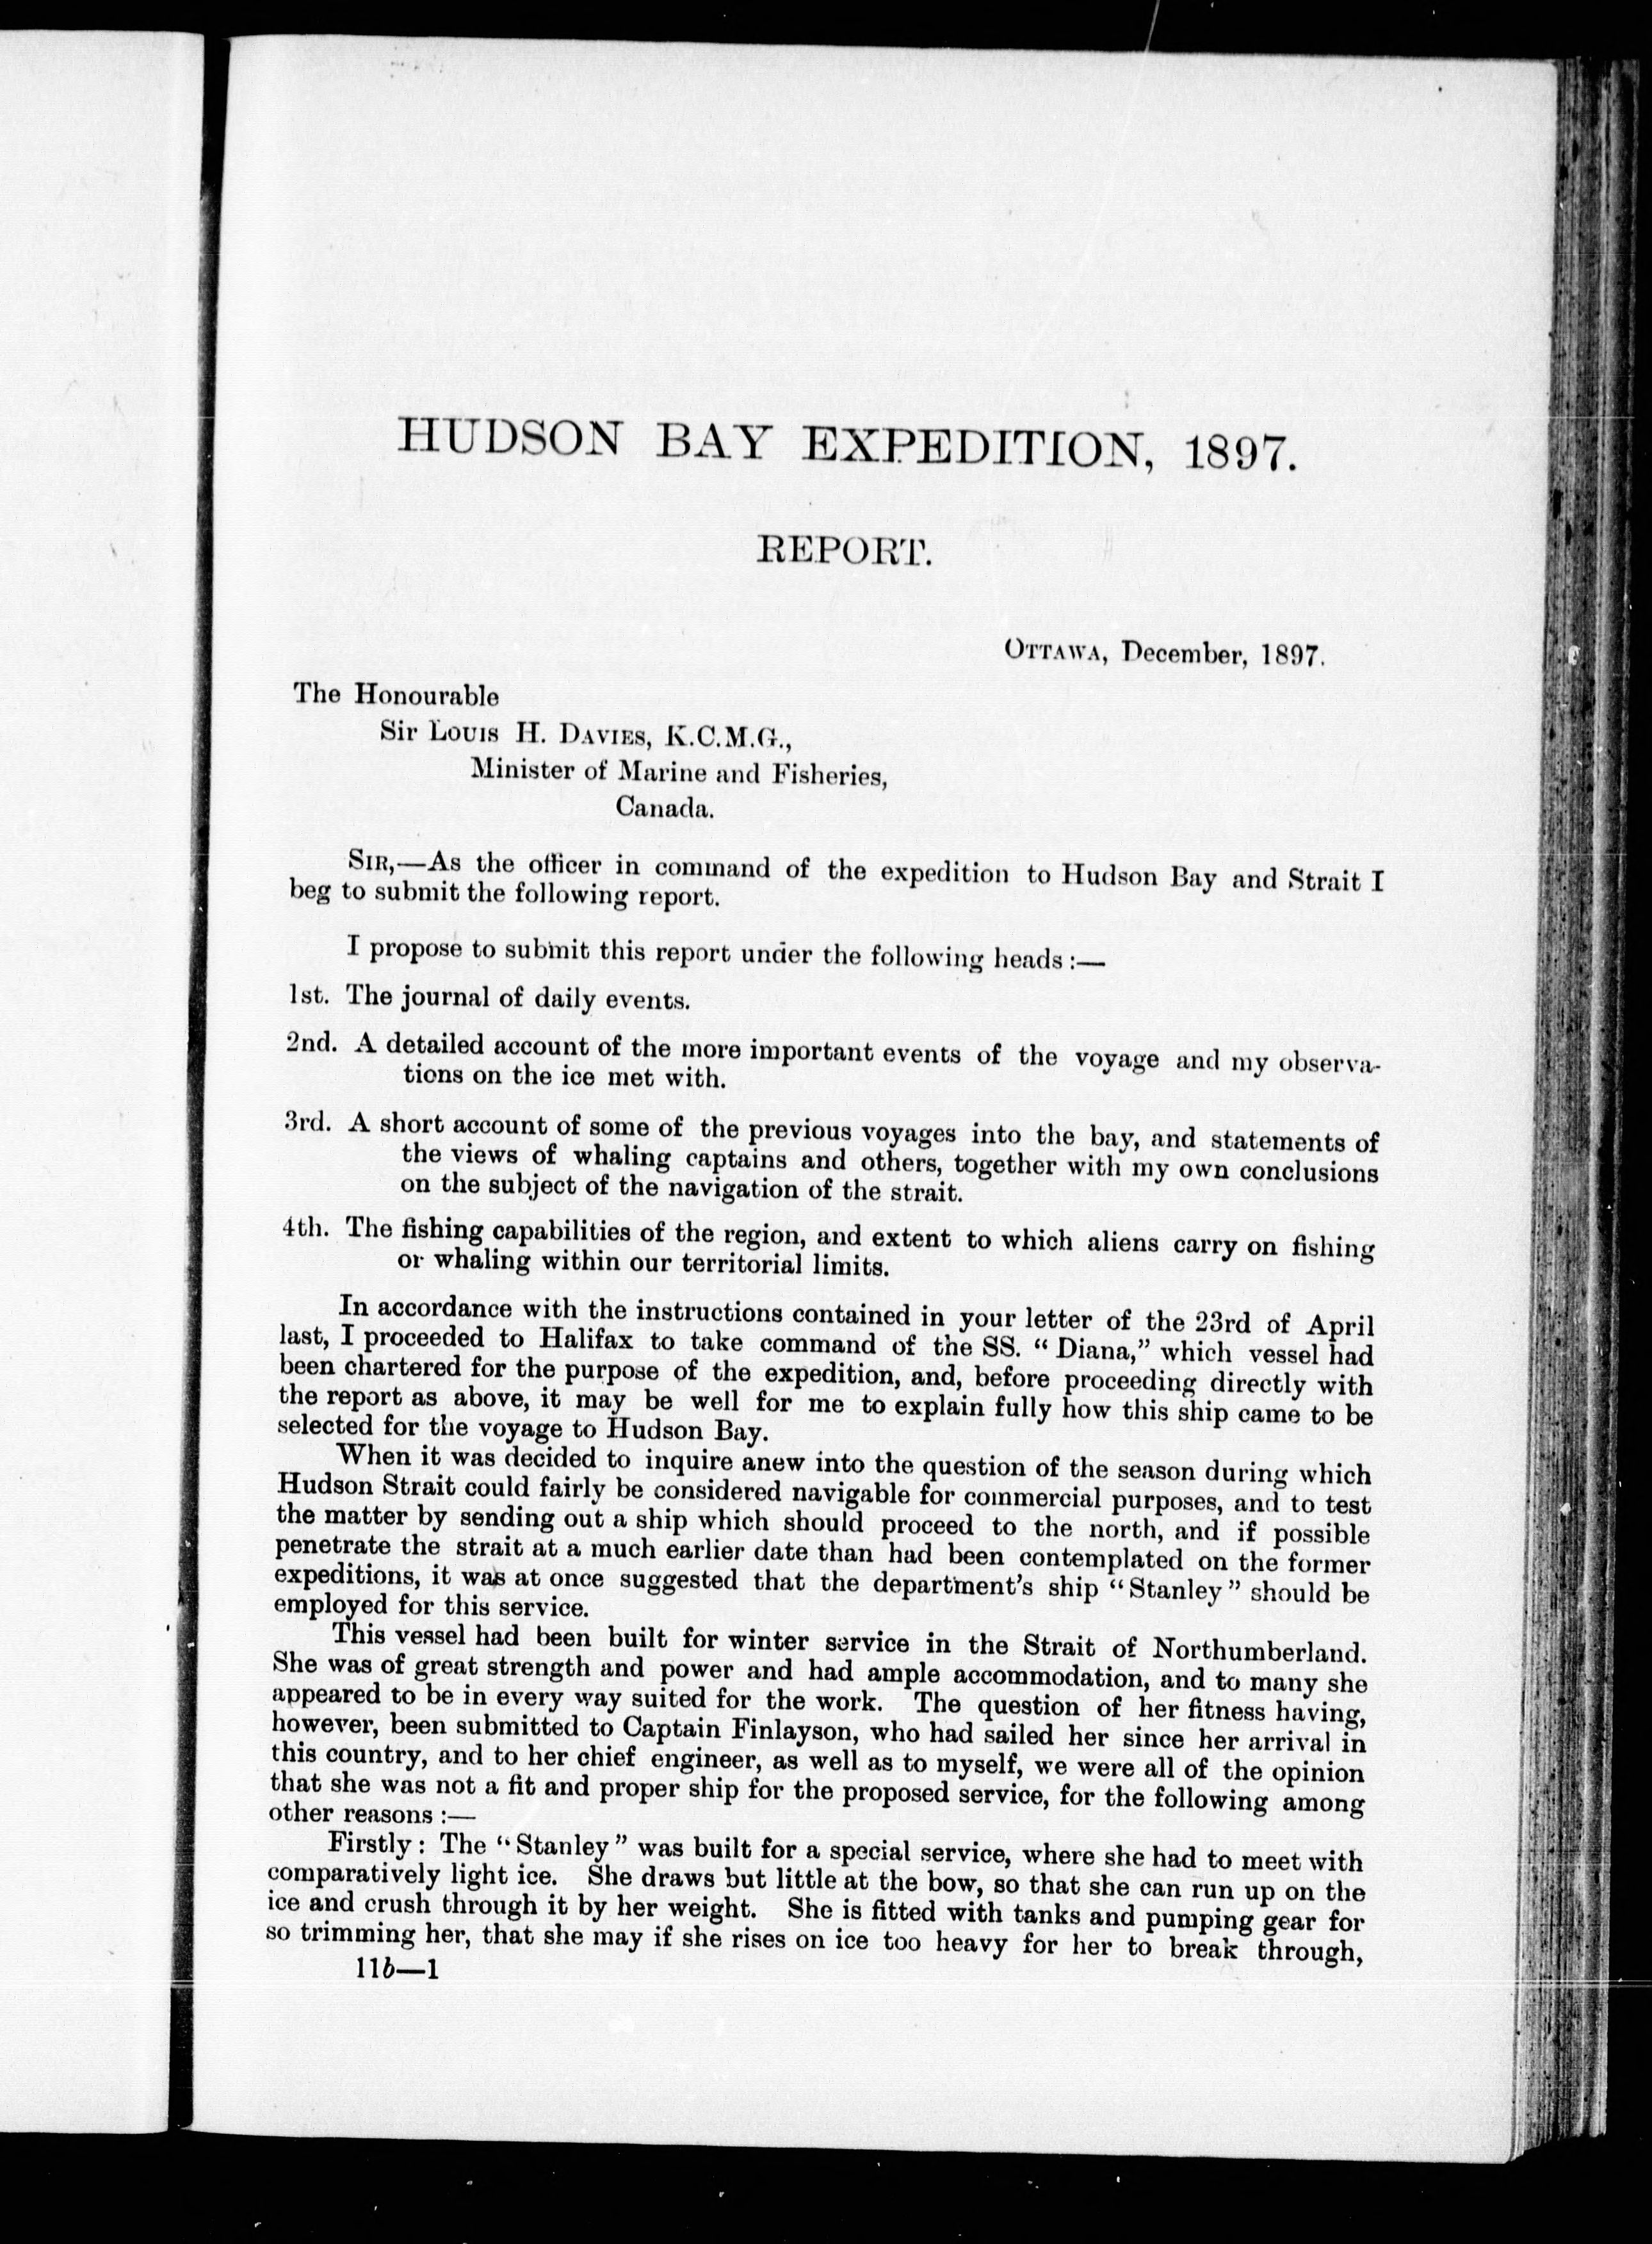 HUDSON BAY EXPEDITION, 1897.
REPORT.
OTTAWA, December, 1897.
The Honourable
Sir LOUIS H. DAVIES, K.C.M.G.,
Minister of Marine and Fisheries,
Canada.
SIR,—As the officer in command of the expedition to Hudson Bay and Strait I
beg to submit the following report.
I propose to submit this report under the following heads :—
1st. The journal of daily events.
2nd. A detailed account of the more important events of the voyage and my observa-
tions on the ice met with.
3rd. A short account of some of the previous voyages into the bay, and statements of
the views of whaling captains and others, together with my own conclusions
on the subject of the navigation of the strait.
4th. The fishing capabilities of the region, and extent to which aliens carry on fishing
or whaling within our territorial limits.
In accordance with the instructions contained in your letter of the 23rd of April
last, I proceeded to Halifax to take command of the SS. “Diana,” which vessel had
been chartered for the purpose of the expedition, and, before proceeding directly with
the report as above, it may be well for me to explain fully how this ship came to be
selected for the voyage to Hudson Bay.
When it was decided to inquire anew into the question of the season during which
Hudson Strait could fairly be considered navigable for commercial purposes, and to test
the matter by sending out a ship which should proceed to the north, and if possible
penetrate the strait at a much earlier date than had been contemplated on the former
expeditions, it was at once suggested that the department’s ship “Stanley” should be
employed for this service.
This vessel had been built for winter service in the Strait of Northumberland.
She was of great strength and power and had ample accommodation, and to many she
appeared to be in every way suited for the work. The question of her fitness having,
however, been submitted to Captain Finlayson, who had sailed her since her arrival in
this country, and to her chief engineer, as well as to myself, we were all of the opinion
that she was not a fit and proper ship for the proposed service, for the following among
other reasons :—
Firstly : The “Stanley” was built for a special service, where she had to meet with
comparatively light ice. She draws but little at the bow, so that she can run up on the
ice and crush through it by her weight. She is fitted with tanks and pumping gear for
so trimming her, that she may if she rises on ice too heavy for her to break through,
11b—1